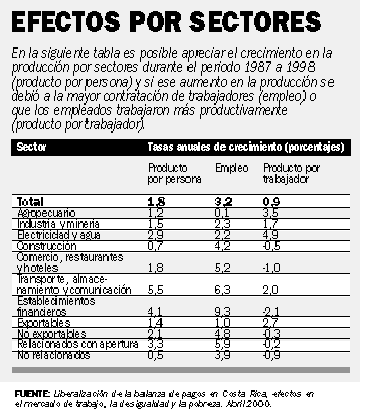 EFECTOS POR SECTORES
En la siguiente tabla es posible apreciar el crecimiento en la
producción por sectores durante el período 1987 a 1998
(producto por persona) y si ese aumento en la producción se
debió a la mayor contratación de trabajadores (empleo) o
que los empleados trabajaron más productivamente
(producto por trabajador).
Sector Tasas anuales de crecimiento (porcentajes)
Producto Empleo Producto por
por persona trabajador
Total 1,8 3,2 0,9
Agropecuario 1,2 0,1 3,5
Industria y minería 1,5 2,3 1,7
Electricidad y agua 2,9 2,2 4,9
Construcción 0,7 4,2 -0,5
Comercio, restaurantes
y hoteles 1,8 5,2 -1,0
Transporte, almace-
namiento y comunicación 5,5 6,3 2,0
Establecimientos
financieros 4,1 9,3 -2,1
Exportables 1,4 1,0 2,7
No exportables 2,1 4,8 -0,3
Relacionados con apertura 3,3 5,9 -0,2
No relacionados 0,5 3,9 -0,9
FUENTE: Liberalización de la balanza de pagos en Costa Rica, efectos en
el mercado de trabajo, la desigualdad y la pobreza. Abril 2000.